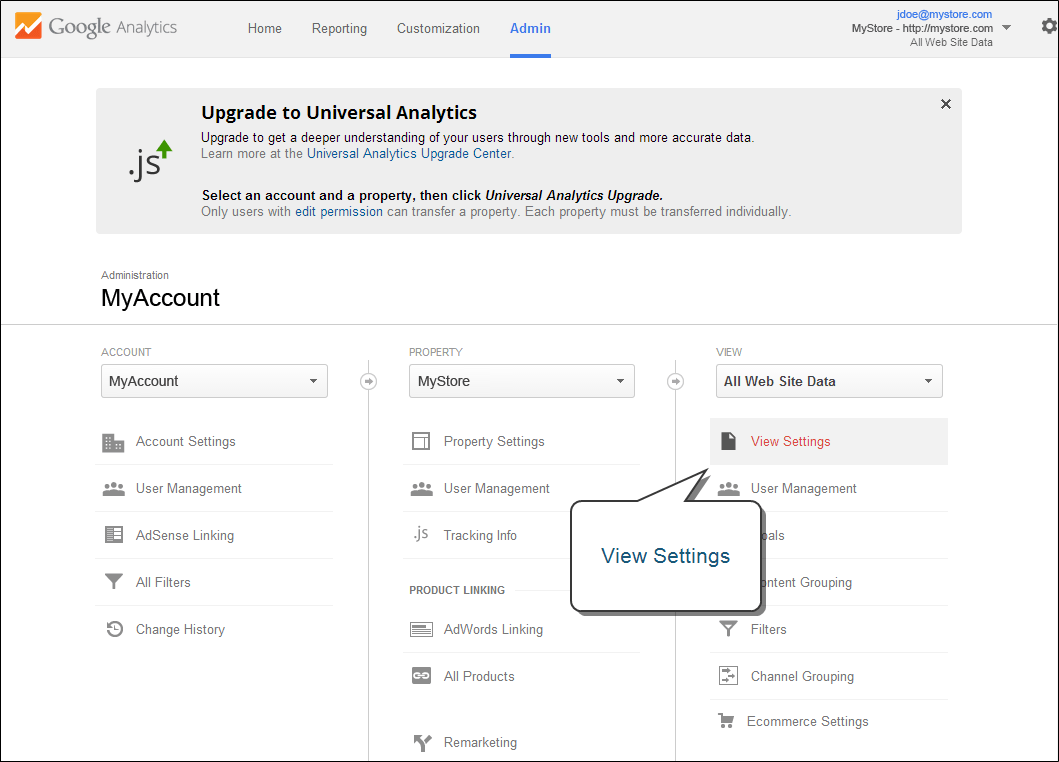 Google Analytics
Home
Reporting
Customization
Admin
jdoe@mystore.com
MyStore - http://mystore.com
All Web Site Data
Upgrade to Universal Analytics
Upgrade to get a deeper understanding of your users through new tools and more accurate data.
Learn more at the Universal Analytics Upgrade Center.
.js
Select an account and a property, then click Universal Analytics Upgrade.
Only users with edit permission can transfer a property. Each property must be transferred individually.
Administration
MyAccount
ACCOUNT
MyAccount
Account Settings
User Management
AdSense Linking
All Filters
Change History
PROPERTY
MyStore
Property Settings
User Management
.js Tracking Info
PRODUCT LINKING
AdWords Linking
All Products
Remarketing
VIEW
All Web Site Data
View Settings
User Management
oals
ontent Grouping
Filters
Channel Grouping
Ecommerce Settings
View Settings